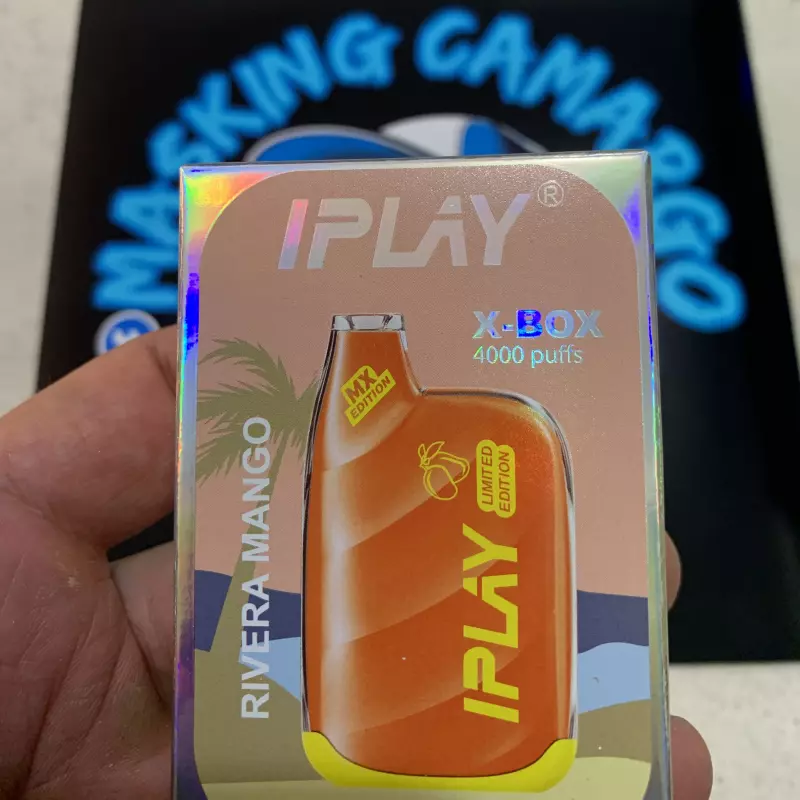 MASKING CAMARGO
IPLAY®
X-BOX
4000 puffs
MX
EDITION
LIMITED
EDITION
IPLAY
RIVERA MANGO